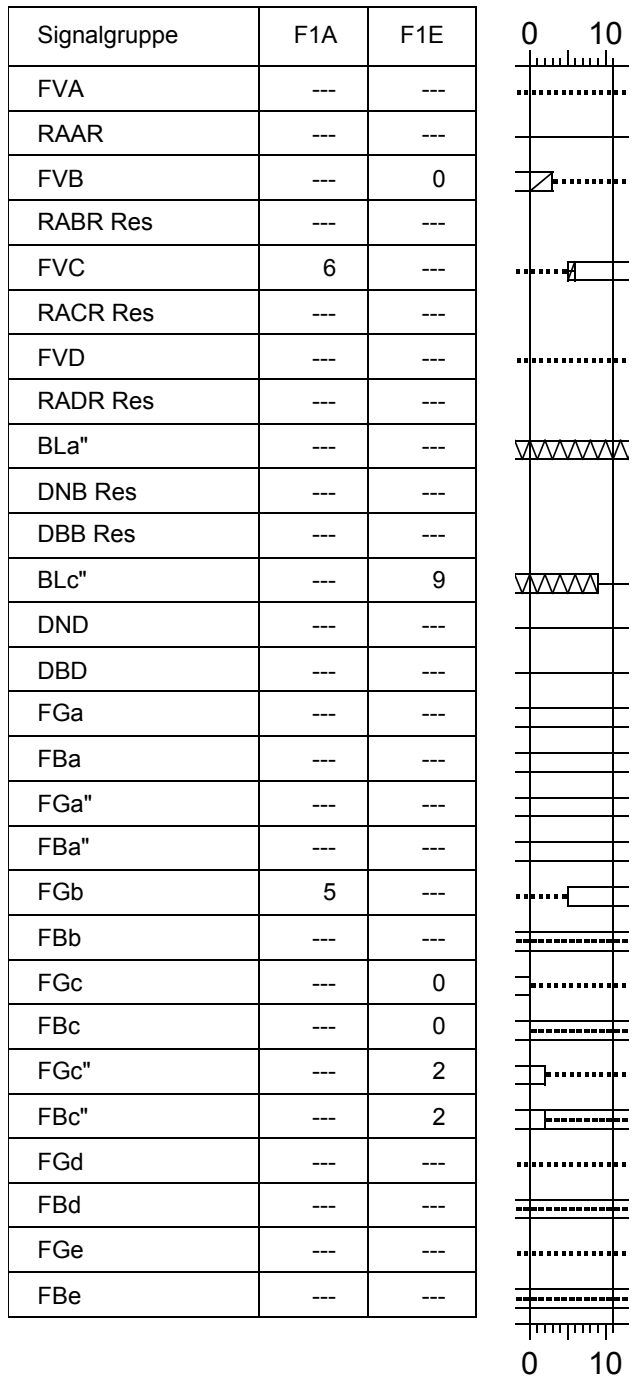 Signalgruppe F1A F1E 0 10
FVA --- ---
RAAR --- ---
FVB --- 0
RABR Res --- ---
FVC 6 ---
RACR Res --- ---
FVD --- ---
RADR Res --- ---
BLa" --- ---
DNB Res --- ---
DBB Res --- ---
BLc" --- 9
DND --- ---
DBD --- ---
FGa --- ---
FBa --- ---
FGa" --- ---
FBa" --- ---
FGb 5 ---
FBb --- ---
FGc --- 0
FBc --- 0
FGc" --- 2
FBc" --- 2
FGd --- ---
FBd --- ---
FGe --- ---
FBe --- ---
0 10